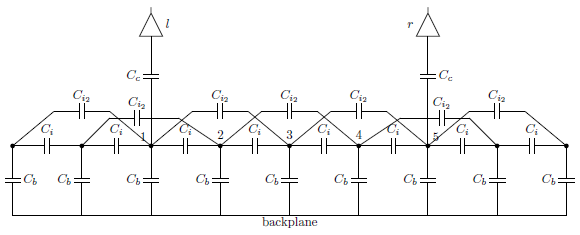 l r
C_c C_c
C_{i_2} C_{i_2} C_{i_2} C_{i_2} C_{i_2} C_{i_2} C_{i_2}
C_i C_i 1 C_i 2 C_i 3 C_i 4 C_i 5 C_i C_i
C_b C_b C_b C_b C_b C_b C_b C_b C_b
backplane